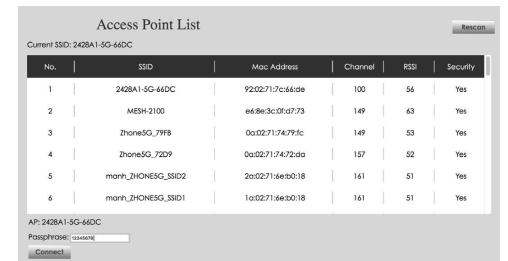 Access Point List
Rescan
Current SSID: 2428A1-5G-66DC
No. SSID Mac Address Channel RSSI Security
1 2428A1-5G-66DC 92:02:71:7c:66:de 100 56 Yes
2 MESH-2100 e6:8e:3c:0f:d7:73 149 63 Yes
3 Zhone5G_79FB 0a:02:71:74:79:fc 149 53 Yes
4 Zhone5G_72D9 0a:02:71:74:72:da 157 52 Yes
5 manh_ZHONE5G_SSID2 2a:02:71:6e:b0:18 161 51 Yes
6 manh_ZHONE5G_SSID1 1a:02:71:6e:b0:18 161 51 Yes
AP: 2428A1-5G-66DC
Passphrase: 12345678
Connect